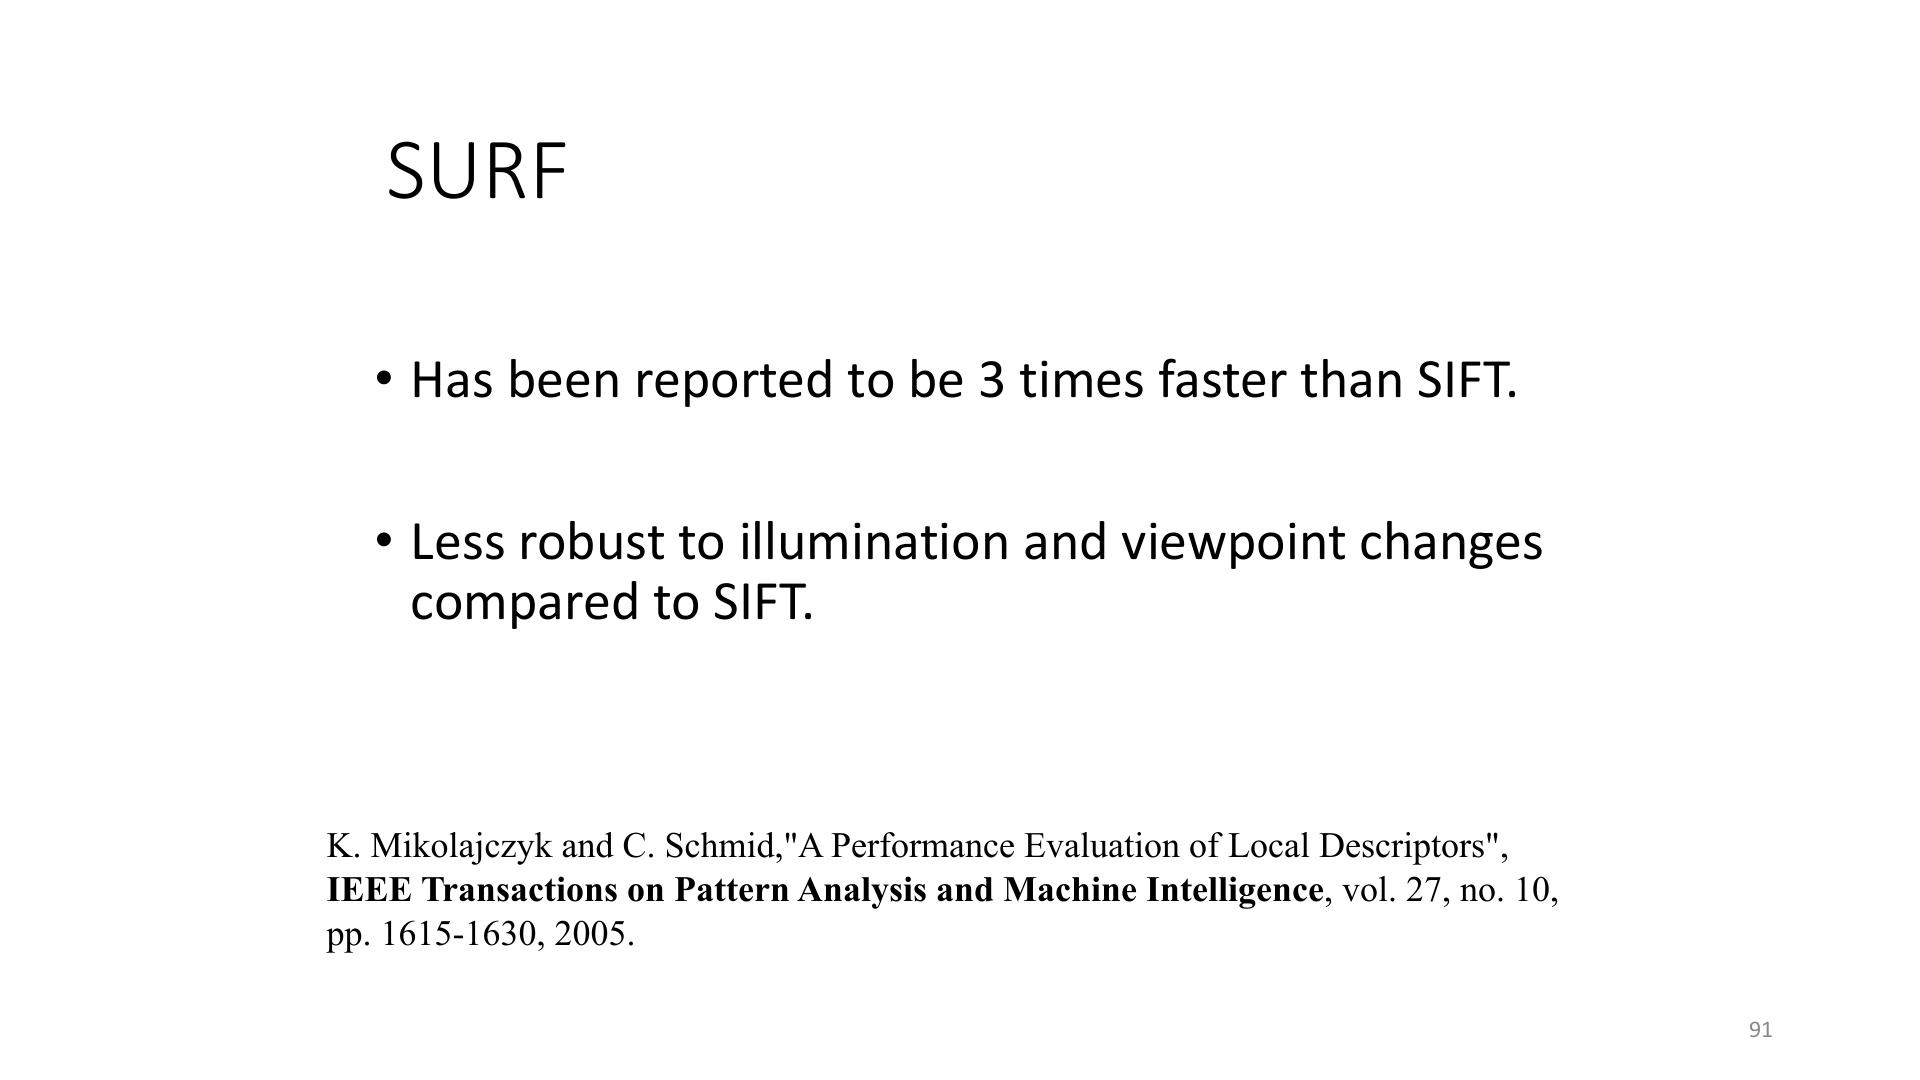 SURF
• Has been reported to be 3 times faster than SIFT.
• Less robust to illumination and viewpoint changes
compared to SIFT.
K. Mikolajczyk and C. Schmid,"A Performance Evaluation of Local Descriptors",
IEEE Transactions on Pattern Analysis and Machine Intelligence, vol. 27, no. 10,
pp. 1615-1630, 2005.
91